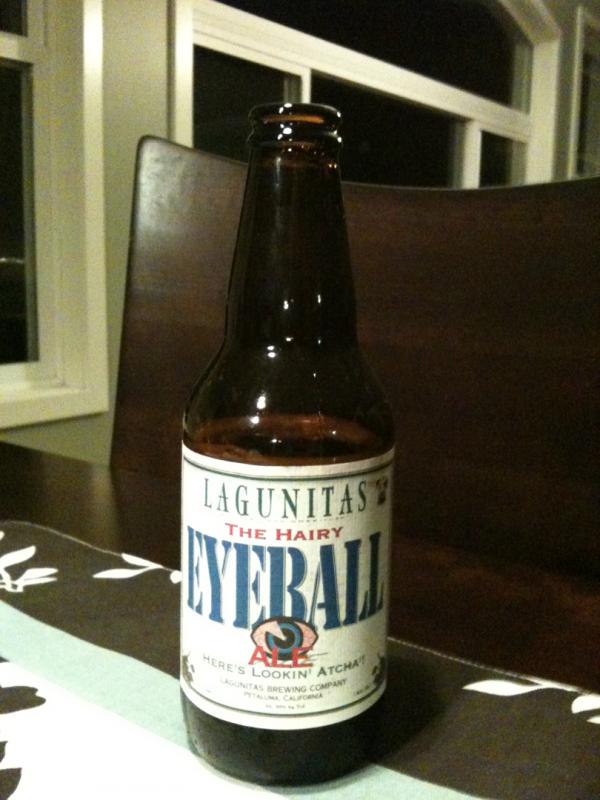 LAGUNITAS
THE HAIRY
EYEBALL
ALE
HERE'S LOOKIN' ATCHA!!
LAGUNITAS BREWING COMPANY
PETALUMA, CALIFORNIA